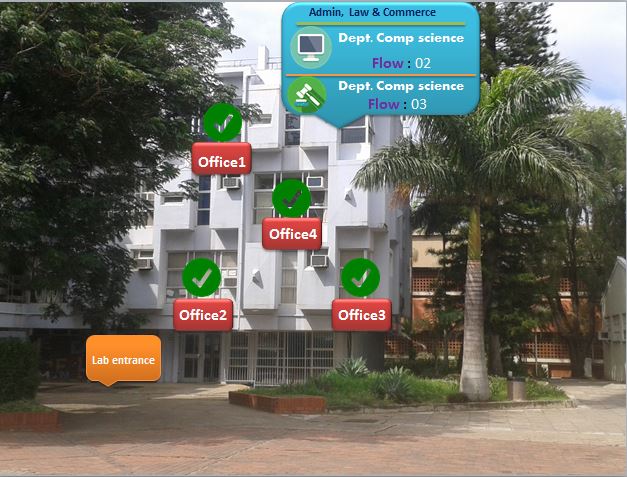 Admin, Law & Commerce
Dept. Comp science
Flow : 02
Dept. Comp science
Flow : 03
Office1
Office4
Office2
Office3
Lab entrance